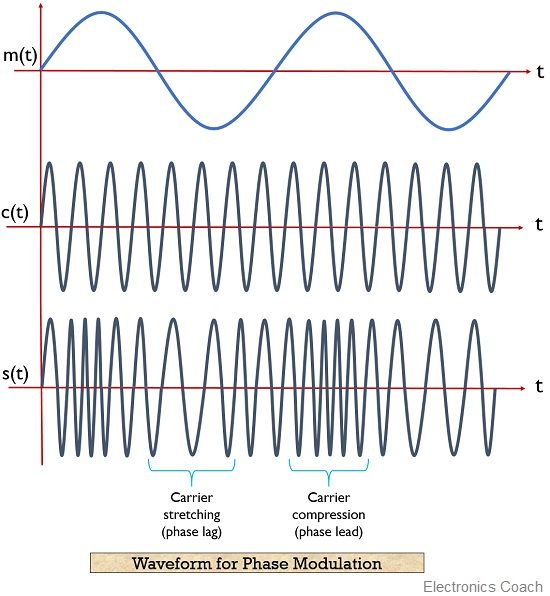 m(t)
t
c(t)
t
s(t)
t
Carrier
stretching
(phase lag)
Carrier
compression
(phase lead)
Waveform for Phase Modulation
Electronics Coach